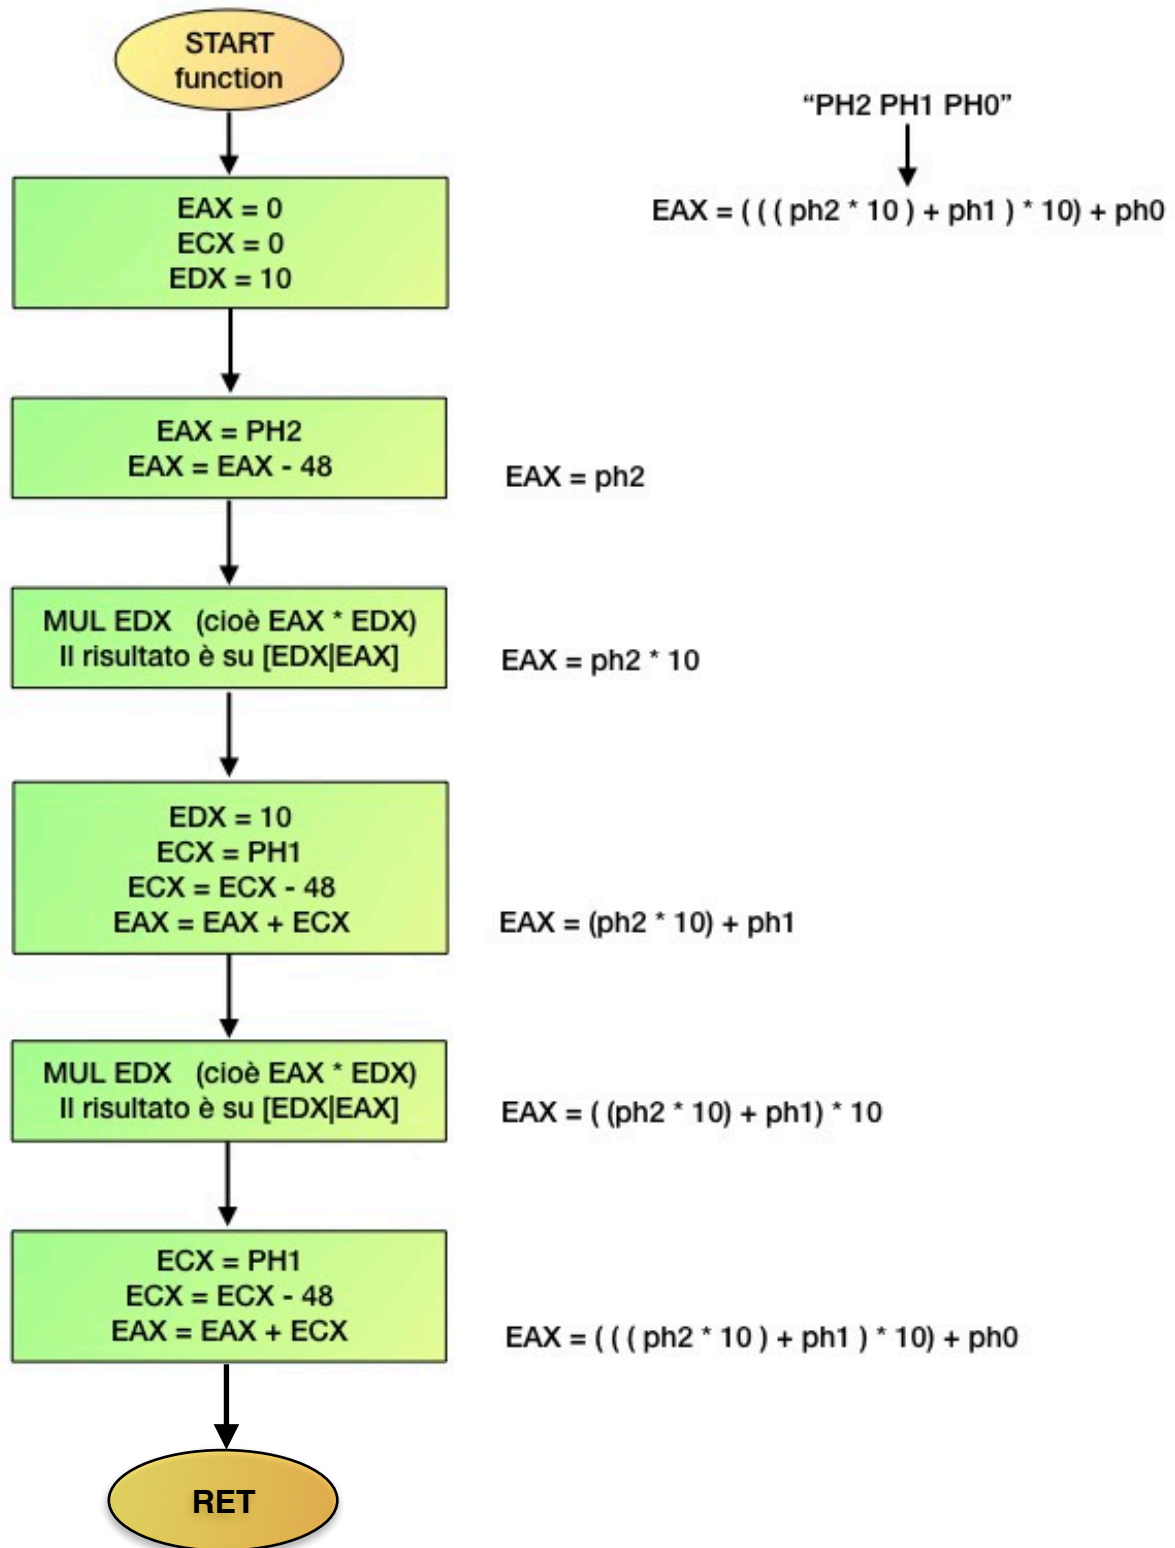 START
function
“PH2 PH1 PH0”
EAX = ( ( ( ph2 * 10 ) + ph1 ) * 10) + ph0
EAX = 0
ECX = 0
EDX = 10
EAX = PH2
EAX = EAX - 48
EAX = ph2
MUL EDX (cioè EAX * EDX)
Il risultato è su [EDX|EAX]
EAX = ph2 * 10
EDX = 10
ECX = PH1
ECX = ECX - 48
EAX = EAX + ECX
EAX = (ph2 * 10) + ph1
MUL EDX (cioè EAX * EDX)
Il risultato è su [EDX|EAX]
EAX = ( (ph2 * 10) + ph1) * 10
ECX = PH1
ECX = ECX - 48
EAX = EAX + ECX
EAX = ( ( ( ph2 * 10 ) + ph1 ) * 10) + ph0
RET